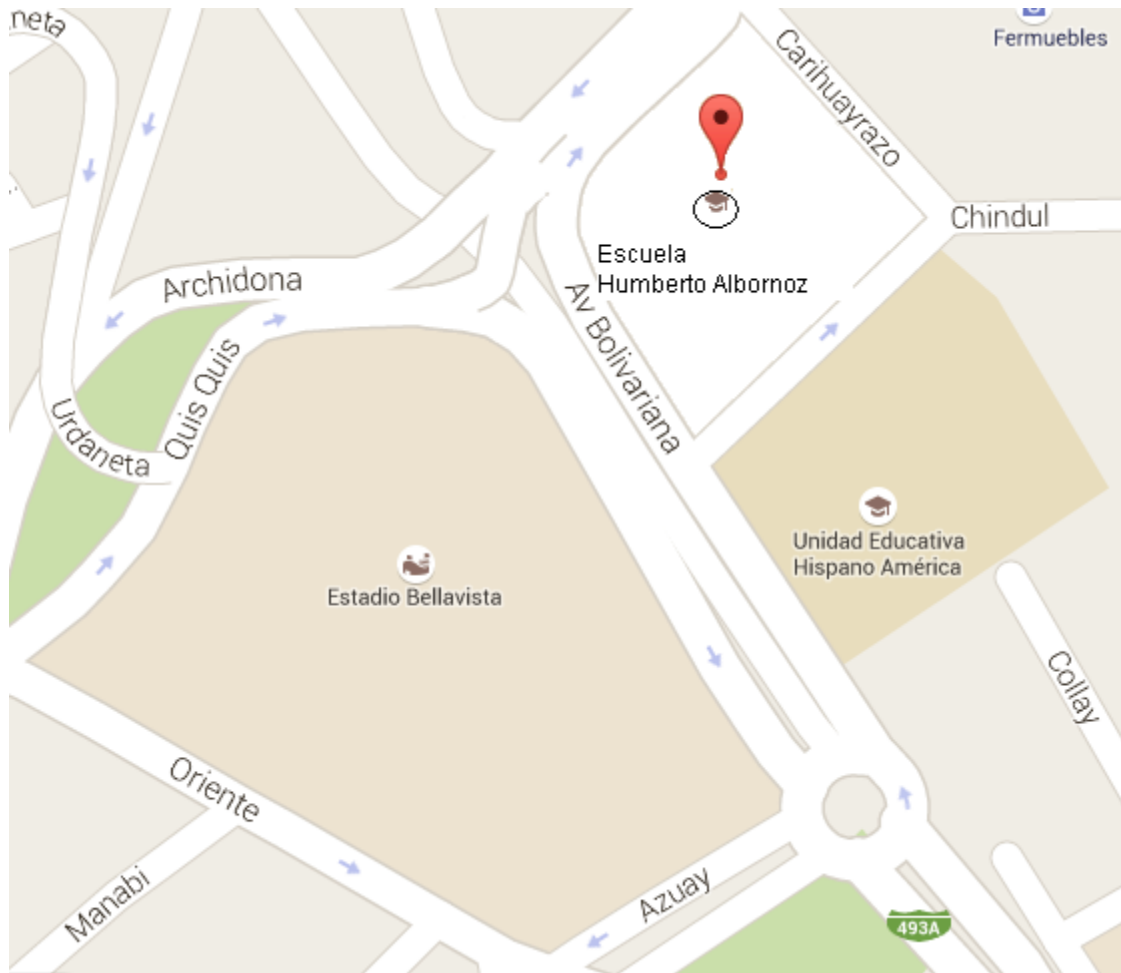 neta
Fermuebles
Carihuayrazo
Chindul
Escuela
Humberto Albornoz
Archidona
Av Bolivariana
Quis Quis
Urdaneta
Unidad Educativa
Hispano América
Estadio Bellavista
Collay
Oriente
Manabi
Azuay
493A